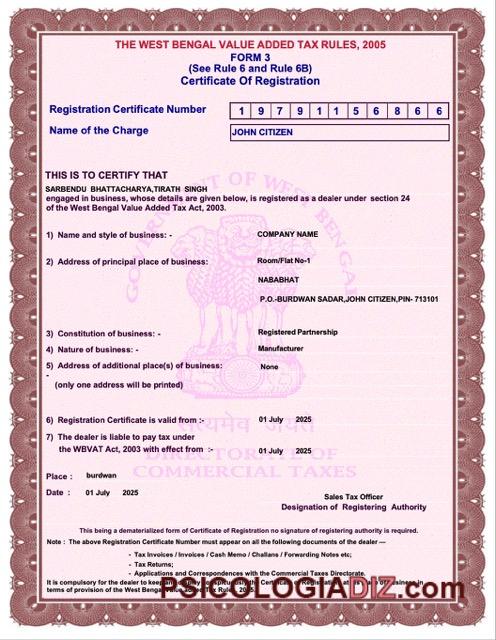 THE WEST BENGAL VALUE ADDED TAX RULES, 2005
FORM 3
(See Rule 6 and Rule 6B)
Certificate Of Registration
Registration Certificate Number 1 9 7 9 1 1 5 6 8 6 6
Name of the Charge JOHN CITIZEN
THIS IS TO CERTIFY THAT
SARBENDU BHATTACHARYA,TIRATH SINGH
engaged in business, whose details are given below, is registered as a dealer under section 24
of the West Bengal Value Added Tax Act, 2003.
GOVERNMENT OF WEST BENGAL
1) Name and style of business: - COMPANY NAME
2) Address of principal place of business: Room/Flat No-1
NABABHAT
P.O.-BURDWAN SADAR,JOHN CITIZEN,PIN- 713101
3) Constitution of business: - Registered Partnership
4) Nature of business: - Manufacturer
5) Address of additional place(s) of business: None
-
(only one address will be printed)
6) Registration Certificate is valid from :- 01 July 2025
सत्यमेव जयते
7) The dealer is liable to pay tax under
the WBVAT Act, 2003 with effect from :- 01 July 2025
DIRECTORATE OF
COMMERCIAL TAXES
Place : burdwan
Date : 01 July 2025
Sales Tax Officer
Designation of Registering Authority
This being a dematerialized form of Certificate of Registration no signature of registering authority is required.
Note : The above Registration Certificate Number must appear on all the following documents of the dealer —
- Tax Invoices / Invoices / Cash Memo / Challans / Forwarding Notes etc;
- Tax Returns;
- Applications and Correspondences with the Commercial Taxes Directorate.
It is compulsory for the dealer to keep Certificate of Registration at business in
terms of provision of the West Bengal Value Added Tax Rules, 2005.
PSICOLOGIADIZ.com